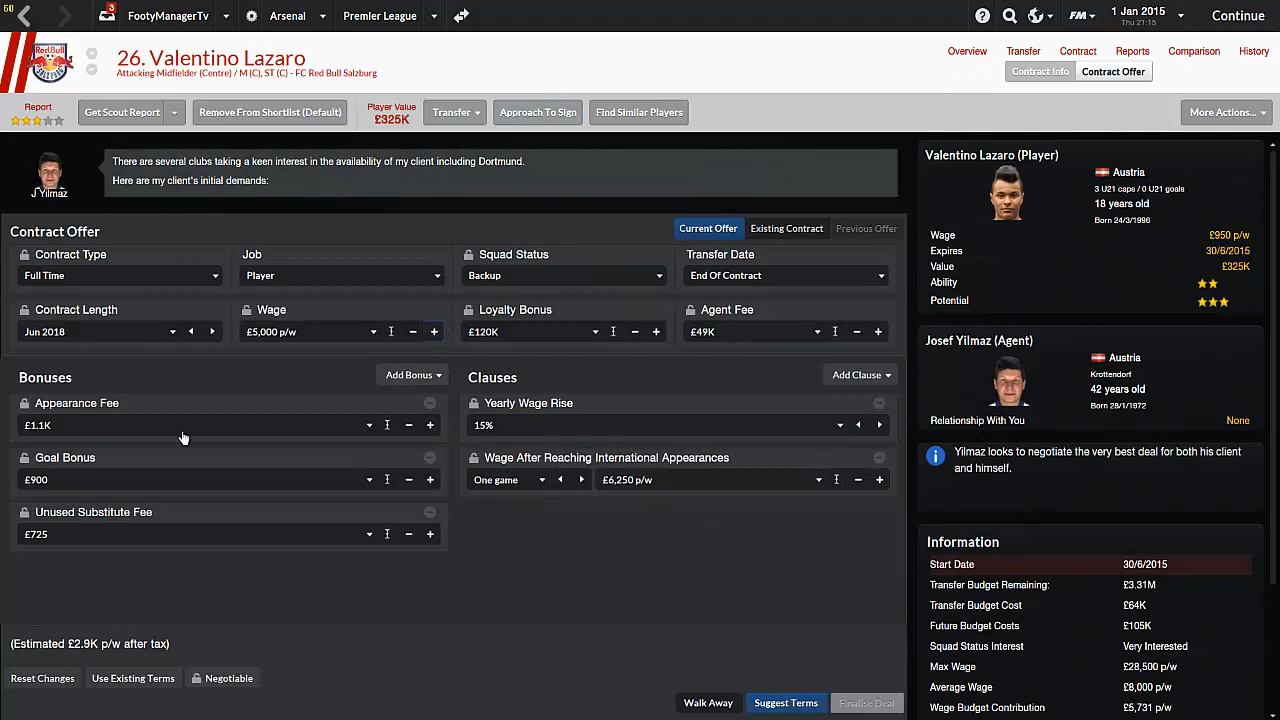 60
3
FootyManagerTv
Arsenal
Premier League
FM
1 Jan 2015
Thu 21:15
Continue
Red Bull
SALZBURG
26. Valentino Lazaro
Attacking Midfielder (Centre) / M (C), ST (C) - FC Red Bull Salzburg
Overview
Transfer
Contract
Reports
Comparison
History
Contract Info
Contract Offer
Report
Get Scout Report
Remove From Shortlist (Default)
Player Value
£325K
Transfer
Approach To Sign
Find Similar Players
More Actions...
J Yilmaz
There are several clubs taking a keen interest in the availability of my client including Dortmund.
Here are my client's initial demands:
Contract Offer
Current Offer
Existing Contract
Previous Offer
Contract Type
Job
Squad Status
Transfer Date
Full Time
Player
Backup
End Of Contract
Contract Length
Wage
Loyalty Bonus
Agent Fee
Jun 2018
£5,000 p/w
£120K
£49K
Bonuses
Add Bonus
Appearance Fee
£1.1K
Goal Bonus
£900
Unused Substitute Fee
£725
Clauses
Add Clause
Yearly Wage Rise
15%
Wage After Reaching International Appearances
One game
£6,250 p/w
(Estimated £2.9K p/w after tax)
Reset Changes
Use Existing Terms
Negotiable
Walk Away
Suggest Terms
Finalise Deal
Valentino Lazaro (Player)
Austria
3 U21 caps / 0 U21 goals
18 years old
Born 24/3/1996
Wage £950 p/w
Expires 30/6/2015
Value £325K
Ability
Potential
Josef Yilmaz (Agent)
Austria
Krottendorf
42 years old
Born 28/1/1972
Relationship With You None
Yilmaz looks to negotiate the very best deal for both his client
and himself.
Information
Start Date 30/6/2015
Transfer Budget Remaining: £3.31M
Transfer Budget Cost £64K
Future Budget Costs £105K
Squad Status Interest Very Interested
Max Wage £28,500 p/w
Average Wage £8,000 p/w
Wage Budget Contribution £5,731 p/w